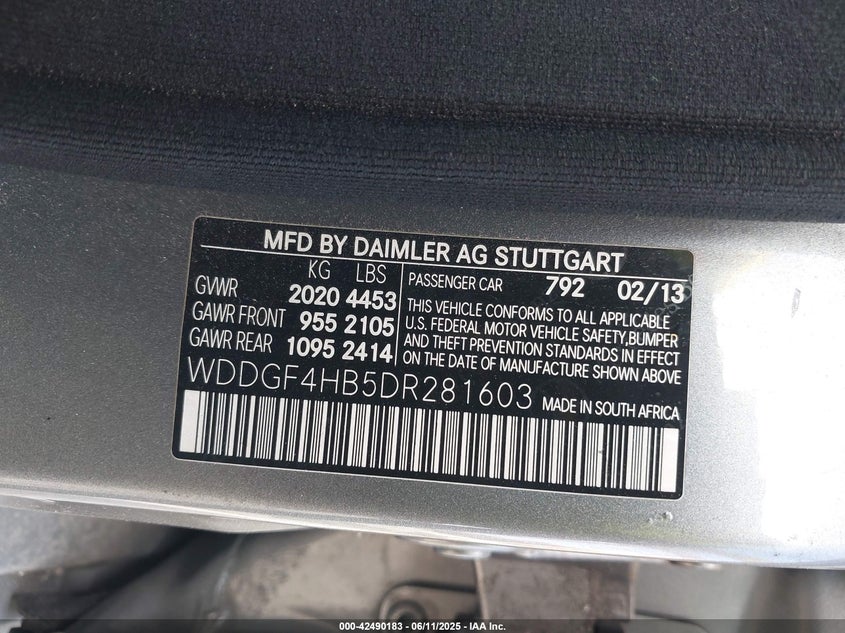 MFD BY DAIMLER AG STUTTGART
KG LBS
GVWR 2020 4453
GAWR FRONT 955 2105
GAWR REAR 1095 2414
PASSENGER CAR 792 02/13
THIS VEHICLE CONFORMS TO ALL APPLICABLE
U.S. FEDERAL MOTOR VEHICLE SAFETY,BUMPER
AND THEFT PREVENTION STANDARDS IN EFFECT
ON THE DATE OF MANUFACTURE SHOWN ABOVE.
WDDGF4HB5DR281603 MADE IN SOUTH AFRICA
000-42490183 - 06/11/2025 - IAA Inc.